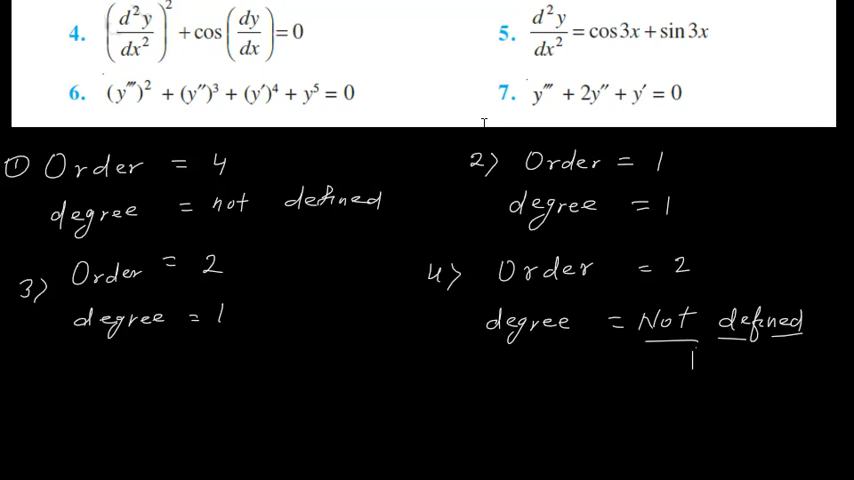 4. (d²y/dx²)² + cos(dy/dx) = 0
5. d²y/dx² = cos3x + sin3x
6. (y‴)² + (y″)³ + (y′)⁴ + y⁵ = 0
7. y‴ + 2y″ + y′ = 0
① Order = 4
degree = not defined
2) Order = 1
degree = 1
3) Order = 2
degree = 1
4) Order = 2
degree = Not defined